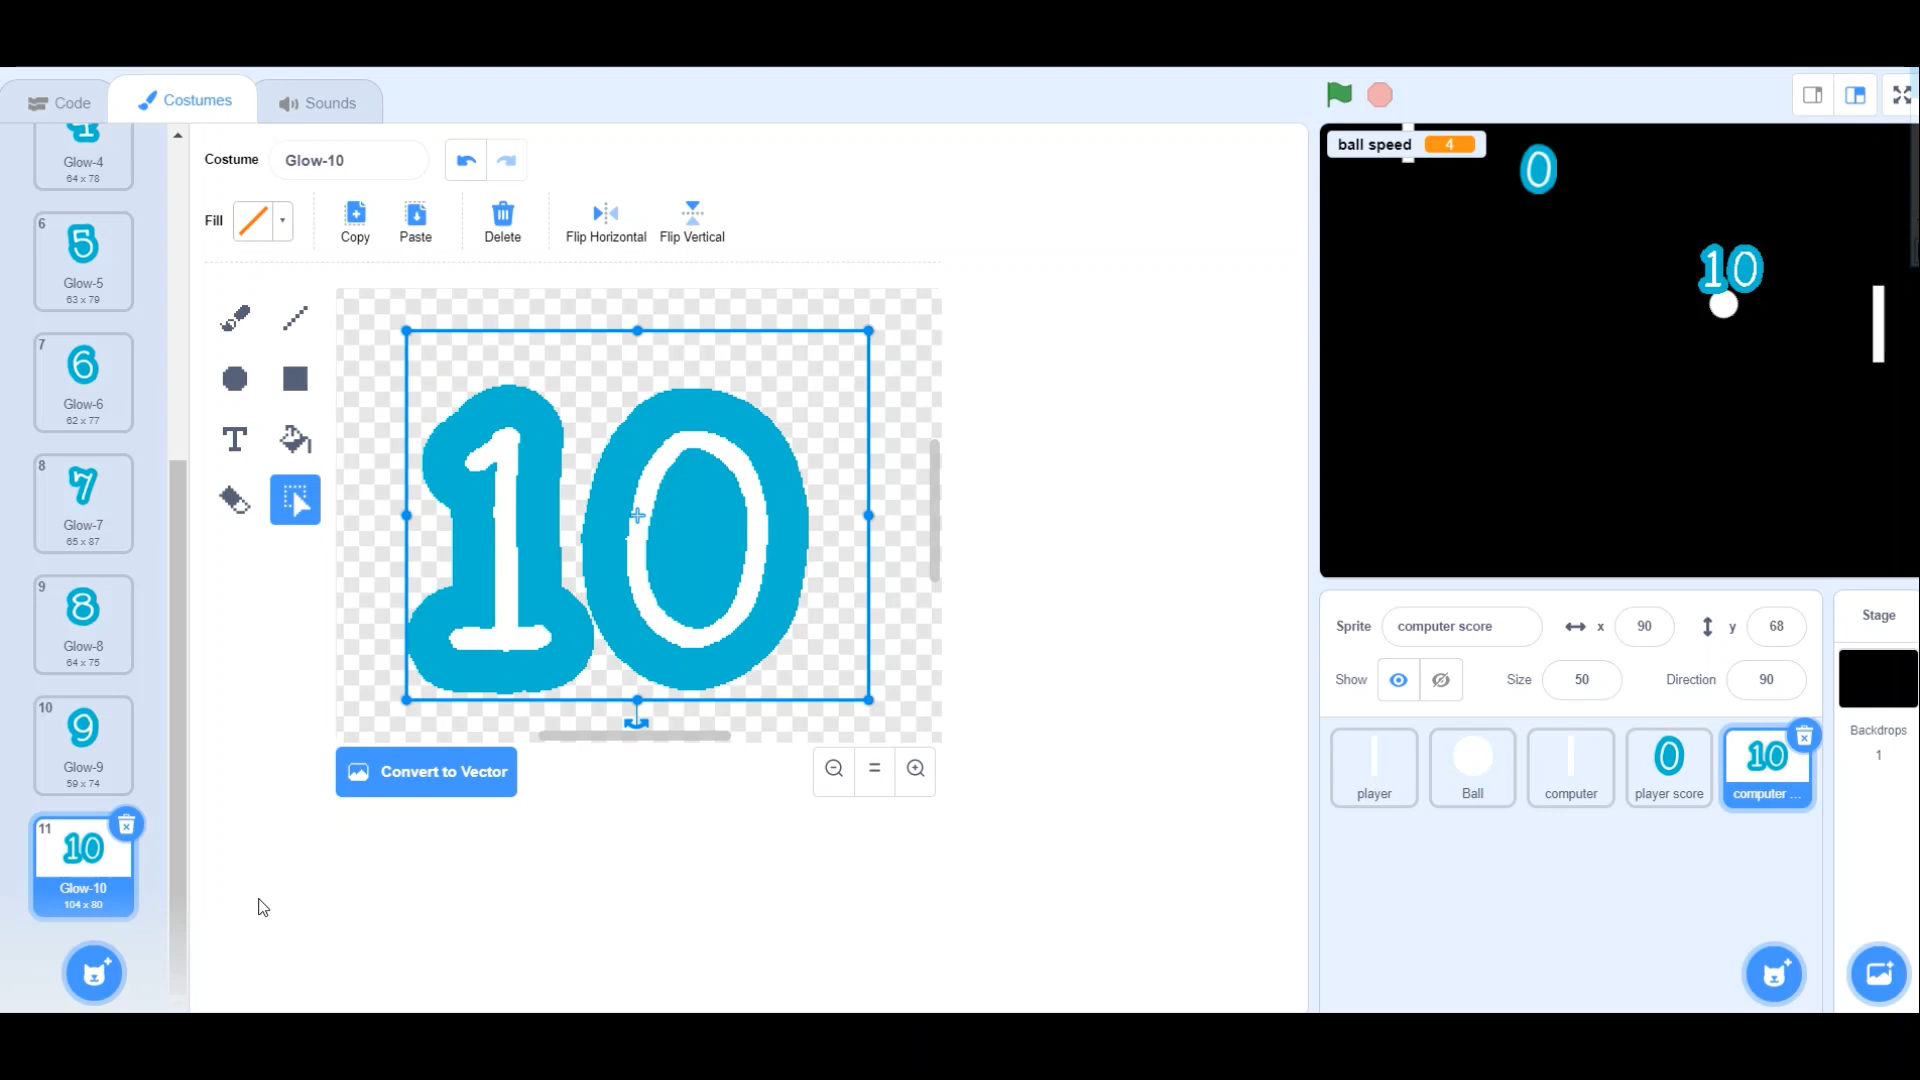 Code
Costumes
Sounds
4
Glow-4
64 x 78
6
5
Glow-5
63 x 79
7
6
Glow-6
62 x 77
8
7
Glow-7
65 x 87
9
8
Glow-8
64 x 75
10
9
Glow-9
59 x 74
11
10
Glow-10
104 x 80
Costume Glow-10
Fill
Copy Paste Delete Flip Horizontal Flip Vertical
T
10
Convert to Vector
ball speed 4
0
10
Sprite computer score x 90 y 68
Show Size 50 Direction 90
0
10
player Ball computer player score computer ...
Stage
Backdrops
1